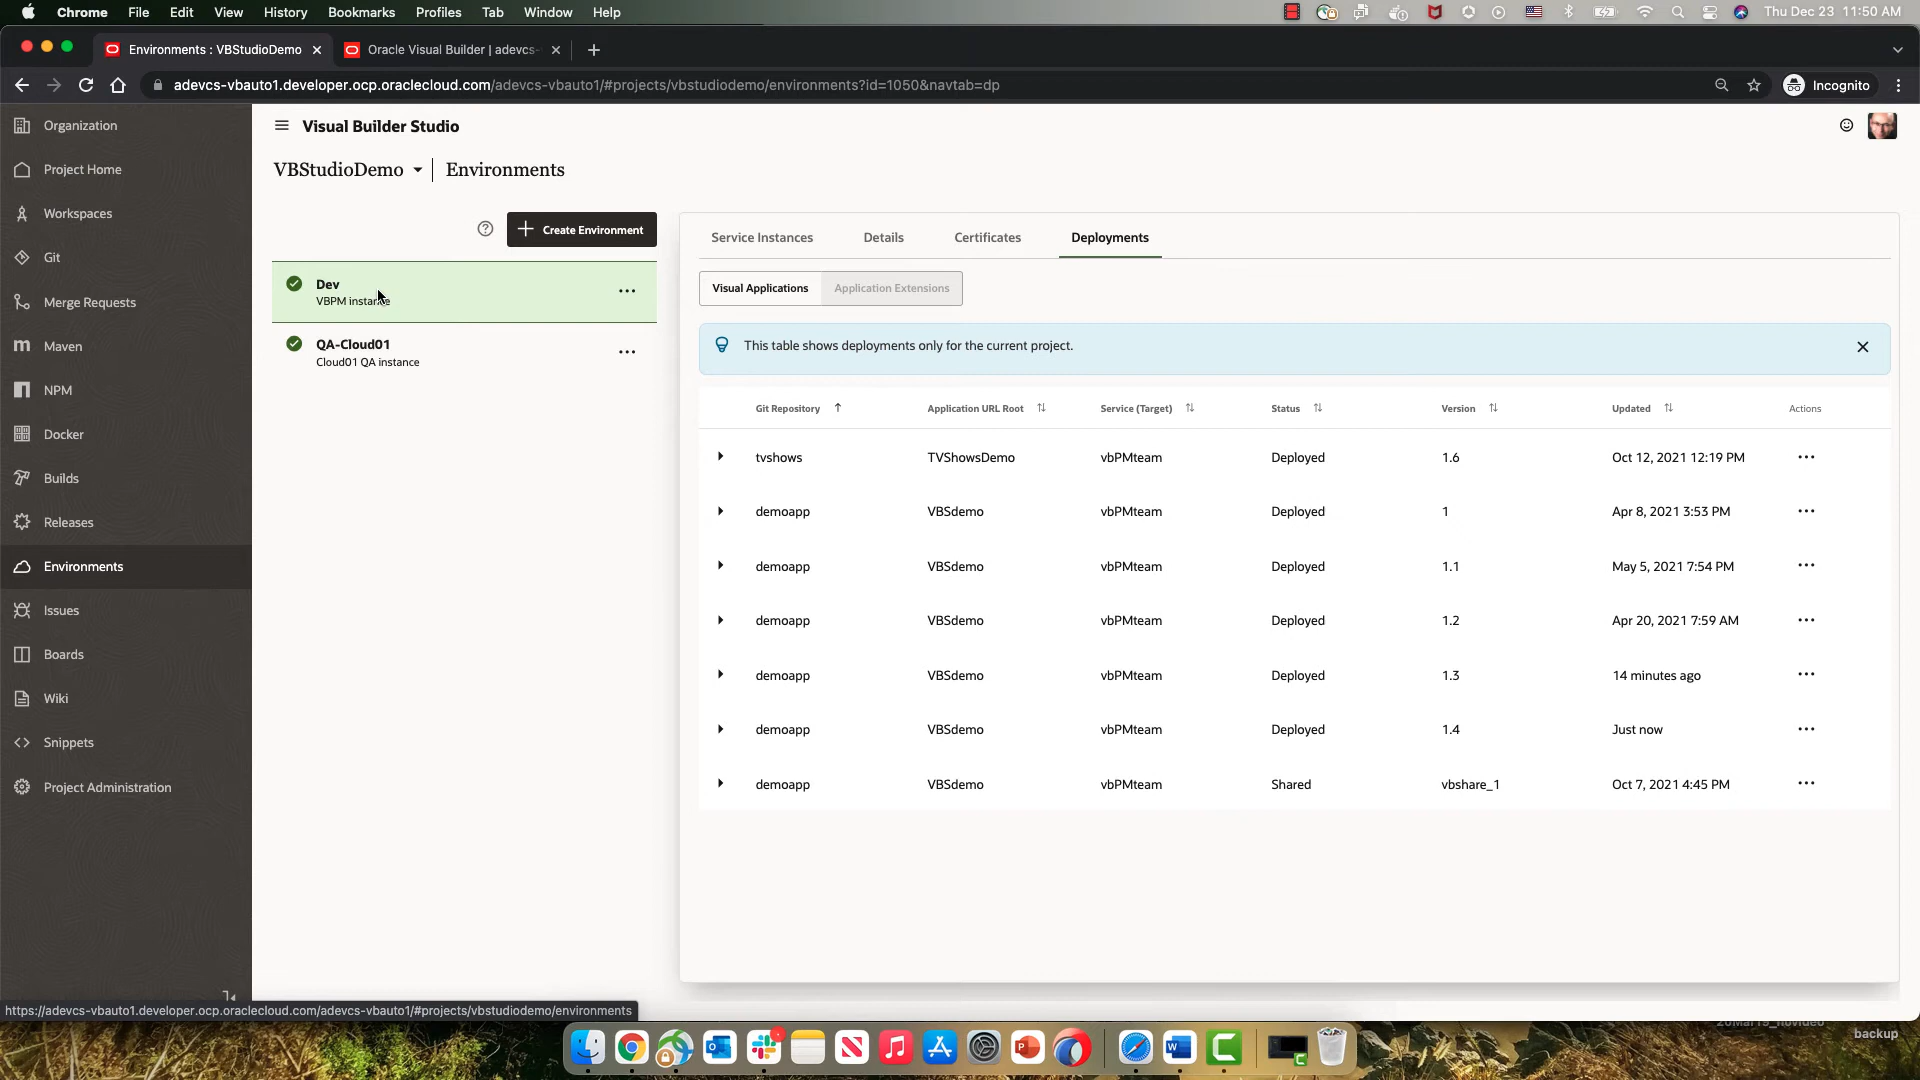 Chrome File Edit View History Bookmarks Profiles Tab Window Help Thu Dec 23 11:50 AM
Environments : VBStudioDemo
Oracle Visual Builder | adevcs-
adevcs-vbauto1.developer.ocp.oraclecloud.com/adevcs-vbauto1/#projects/vbstudiodemo/environments?id=1050&navtab=dp
Incognito
Organization
Project Home
Workspaces
Git
Merge Requests
Maven
NPM
Docker
Builds
Releases
Environments
Issues
Boards
Wiki
Snippets
Project Administration
Visual Builder Studio
VBStudioDemo Environments
Create Environment
Dev
VBPM instance
QA-Cloud01
Cloud01 QA instance
Service Instances Details Certificates Deployments
Visual Applications Application Extensions
This table shows deployments only for the current project.
Git Repository Application URL Root Service (Target) Status Version Updated Actions
tvshows TVShowsDemo vbPMteam Deployed 1.6 Oct 12, 2021 12:19 PM
demoapp VBSdemo vbPMteam Deployed 1 Apr 8, 2021 3:53 PM
demoapp VBSdemo vbPMteam Deployed 1.1 May 5, 2021 7:54 PM
demoapp VBSdemo vbPMteam Deployed 1.2 Apr 20, 2021 7:59 AM
demoapp VBSdemo vbPMteam Deployed 1.3 14 minutes ago
demoapp VBSdemo vbPMteam Deployed 1.4 Just now
demoapp VBSdemo vbPMteam Shared vbshare_1 Oct 7, 2021 4:45 PM
https://adevcs-vbauto1.developer.ocp.oraclecloud.com/adevcs-vbauto1/#projects/vbstudiodemo/environments
backup